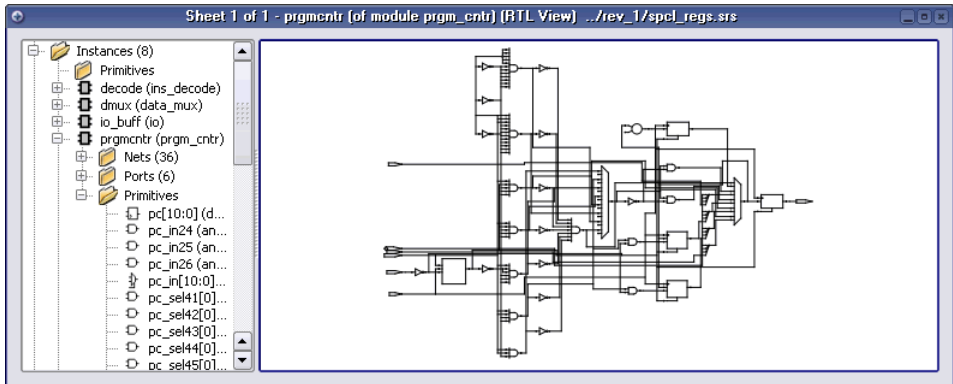 Sheet 1 of 1 - prgmcntr (of module prgm_cntr) (RTL View) ../rev_1/spcl_regs.srs
Instances (8)
Primitives
decode (ins_decode)
dmux (data_mux)
io_buff (io)
prgmcntr (prgm_cntr)
Nets (36)
Ports (6)
Primitives
pc[10:0] (d...
pc_in24 (an...
pc_in25 (an...
pc_in26 (an...
pc_in[10:0]...
pc_sel41[0]...
pc_sel42[0]...
pc_sel43[0]...
pc_sel44[0]...
pc_sel45[0]...